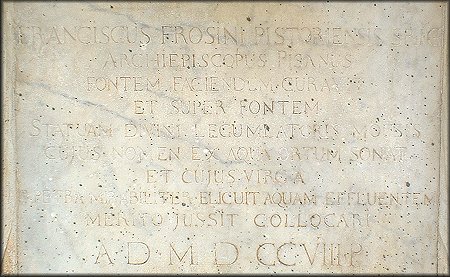 FRANCISCUS FROSINI PISTORIENSIS
ARCHIEPISCOPUS PISANUS
FONTEM FACIENDUM CURAVIT
ET SUPER FONTEM
STATUAM DIVINI LEGUMLATORIS MOYSIS
CUJUS NOMEN EX AQUA ORTUM SONAT
ET CUJUS VIRGA
E PETRA MIRABILITER ELICUIT AQUAM EFFLUENTEM
MERITO JUSSIT COLLOCARI
A D M D CCVIII P